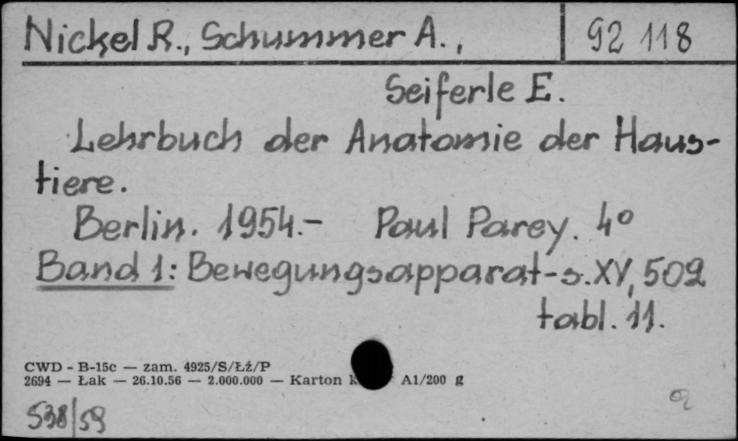 Nickel R., Schummer A., 92 118
Seiferle E.
Lehrbuch der Anatomie der Haus-
tiere.
Berlin. 1954.- Paul Parey. 4°
Band 1: Bewegungsapparat-s.XV, 502
tabl. 11.
CWD - B-15c — zam. 4925/S/Łż/P
2694 — Łak — 26.10.56 — 2.000.000 — Karton A1/200 g
538/59